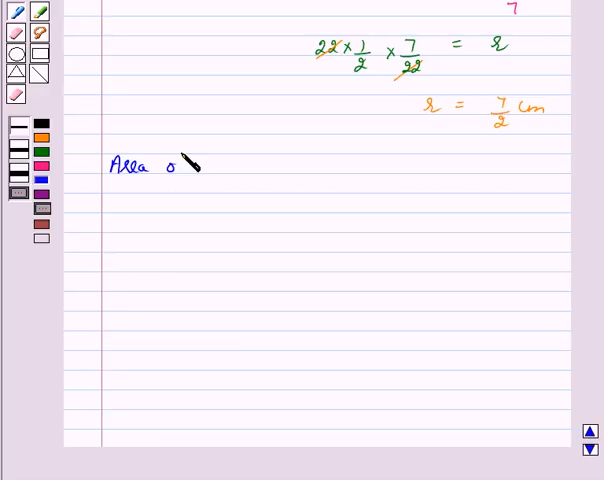 7
22 × 1/2 × 7/22 = r
r = 7/2 cm
Area o